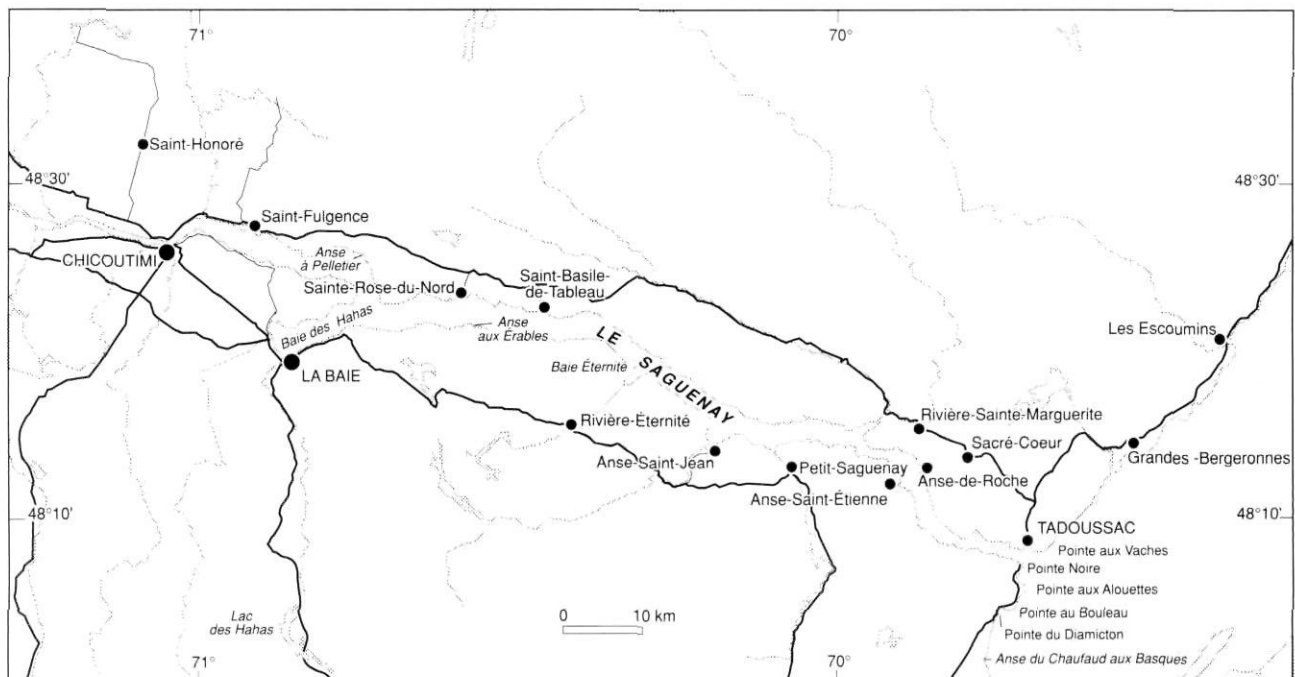 71°
70°
Saint-Honoré
48°30'
48°30'
Saint-Fulgence
CHICOUTIMI
Anse
à Pelletier
Sainte-Rose-du-Nord
Saint-Basile-
de-Tableau
Baie des Hahas
Anse
aux Érables
LE SAGUENAY
Les Escoumins
Baie Éternité
LA BAIE
Rivière-Éternité
Rivière-Sainte-Marguerite
Sacré-Coeur
Grandes -Bergeronnes
Anse-Saint-Jean
Petit-Saguenay
Anse-de-Roche
Anse-Saint-Étienne
48°10'
48°10'
TADOUSSAC
Pointe aux Vaches
Pointe Noire
Pointe aux Alouettes
Pointe au Bouleau
Pointe du Diamicton
Anse du Chaufaud aux Basques
Lac
des Hahas
0 10 km
71°
70°